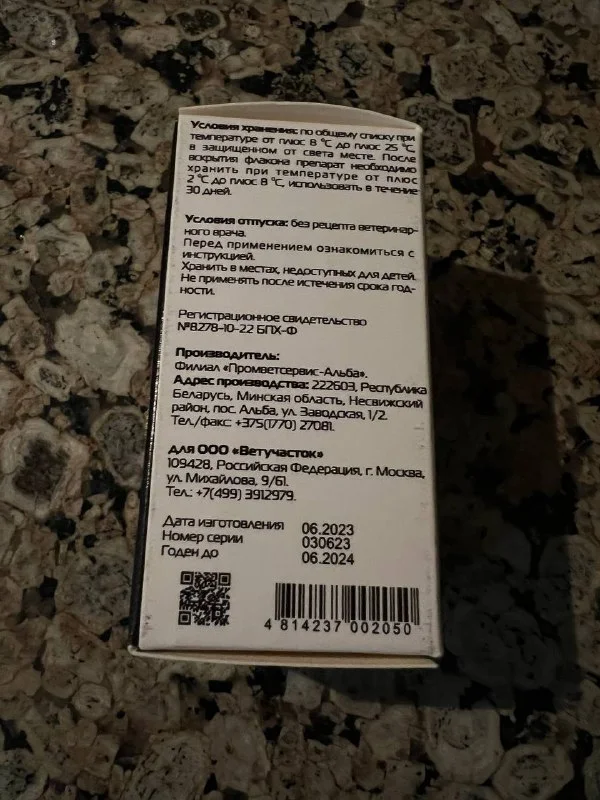 Условия хранения: по общему списку при
температуре от плюс 8 °С до плюс 25 °С,
в защищенном от света месте. После
вскрытия флакона препарат необходимо
хранить при температуре от плюс
2 °С до плюс 8 °С, использовать в течение
30 дней.
Условия отпуска: без рецепта ветеринар-
ного врача.
Перед применением ознакомиться с
инструкцией.
Хранить в местах, недоступных для детей.
Не применять после истечения срока год-
ности.
Регистрационное свидетельство
№8278-10-22 БПХ-Ф
Производитель:
Филиал «Промветсервис-Альба».
Адрес производства: 222603, Республика
Беларусь, Минская область, Несвижский
район, пос. Альба, ул. Заводская, 1/2.
Тел./факс: +375(1770) 27081.
для ООО «Ветучасток»
109428, Российская Федерация, г. Москва,
ул. Михайлова, 9/61.
Тел.: +7(499) 3912979.
Дата изготовления 06.2023
Номер серии 030623
Годен до 06.2024
4 814237 002050